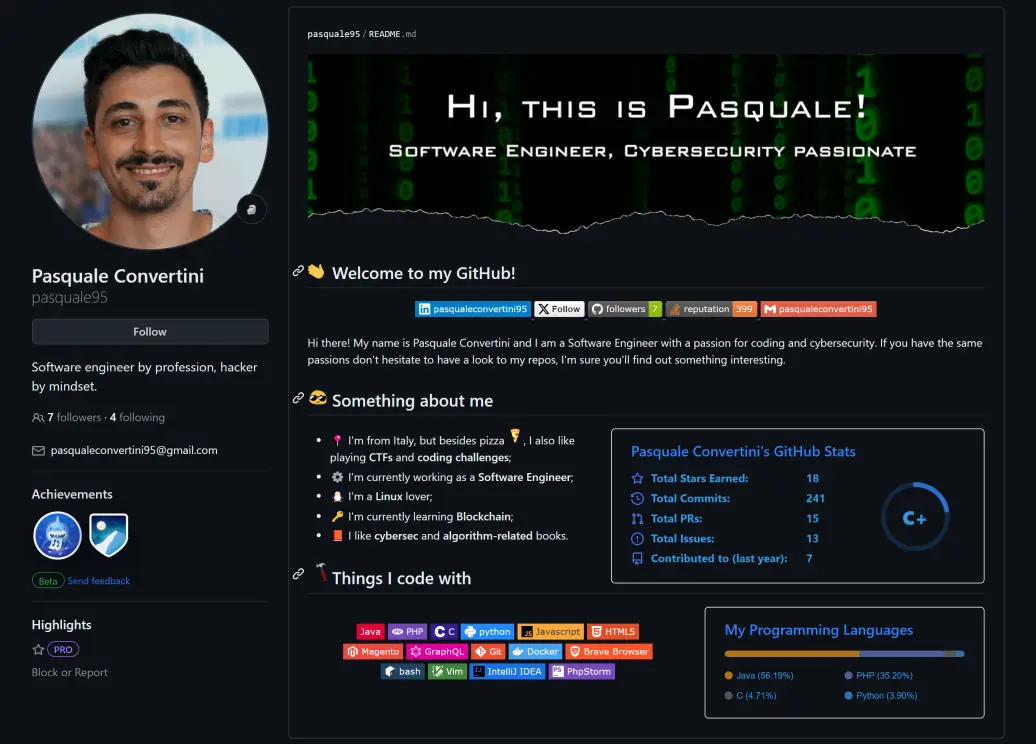 Pasquale Convertini
pasquale95
Follow
Software engineer by profession, hacker
by mindset.
7 followers · 4 following
pasqualeconvertini95@gmail.com
Achievements
Beta Send feedback
Highlights
PRO
Block or Report
pasquale95 / README.md
Hi, this is Pasquale!
Software Engineer, Cybersecurity passionate
Welcome to my GitHub!
pasqualeconvertini95 Follow followers 7 reputation 399 pasqualeconvertini95
Hi there! My name is Pasquale Convertini and I am a Software Engineer with a passion for coding and cybersecurity. If you have the same
passions don't hesitate to have a look to my repos, I'm sure you'll find out something interesting.
Something about me
I'm from Italy, but besides pizza 🍕, I also like
playing CTFs and coding challenges;
I'm currently working as a Software Engineer;
I'm a Linux lover;
I'm currently learning Blockchain;
I like cybersec and algorithm-related books.
Pasquale Convertini's GitHub Stats
Total Stars Earned: 18
Total Commits: 241
Total PRs: 15
Total Issues: 13
Contributed to (last year): 7
C+
Things I code with
Java PHP C python Javascript HTML5
Magento GraphQL Git Docker Brave Browser
bash Vim IntelliJ IDEA PhpStorm
My Programming Languages
Java (56.19%) PHP (35.20%)
C (4.71%) Python (3.90%)